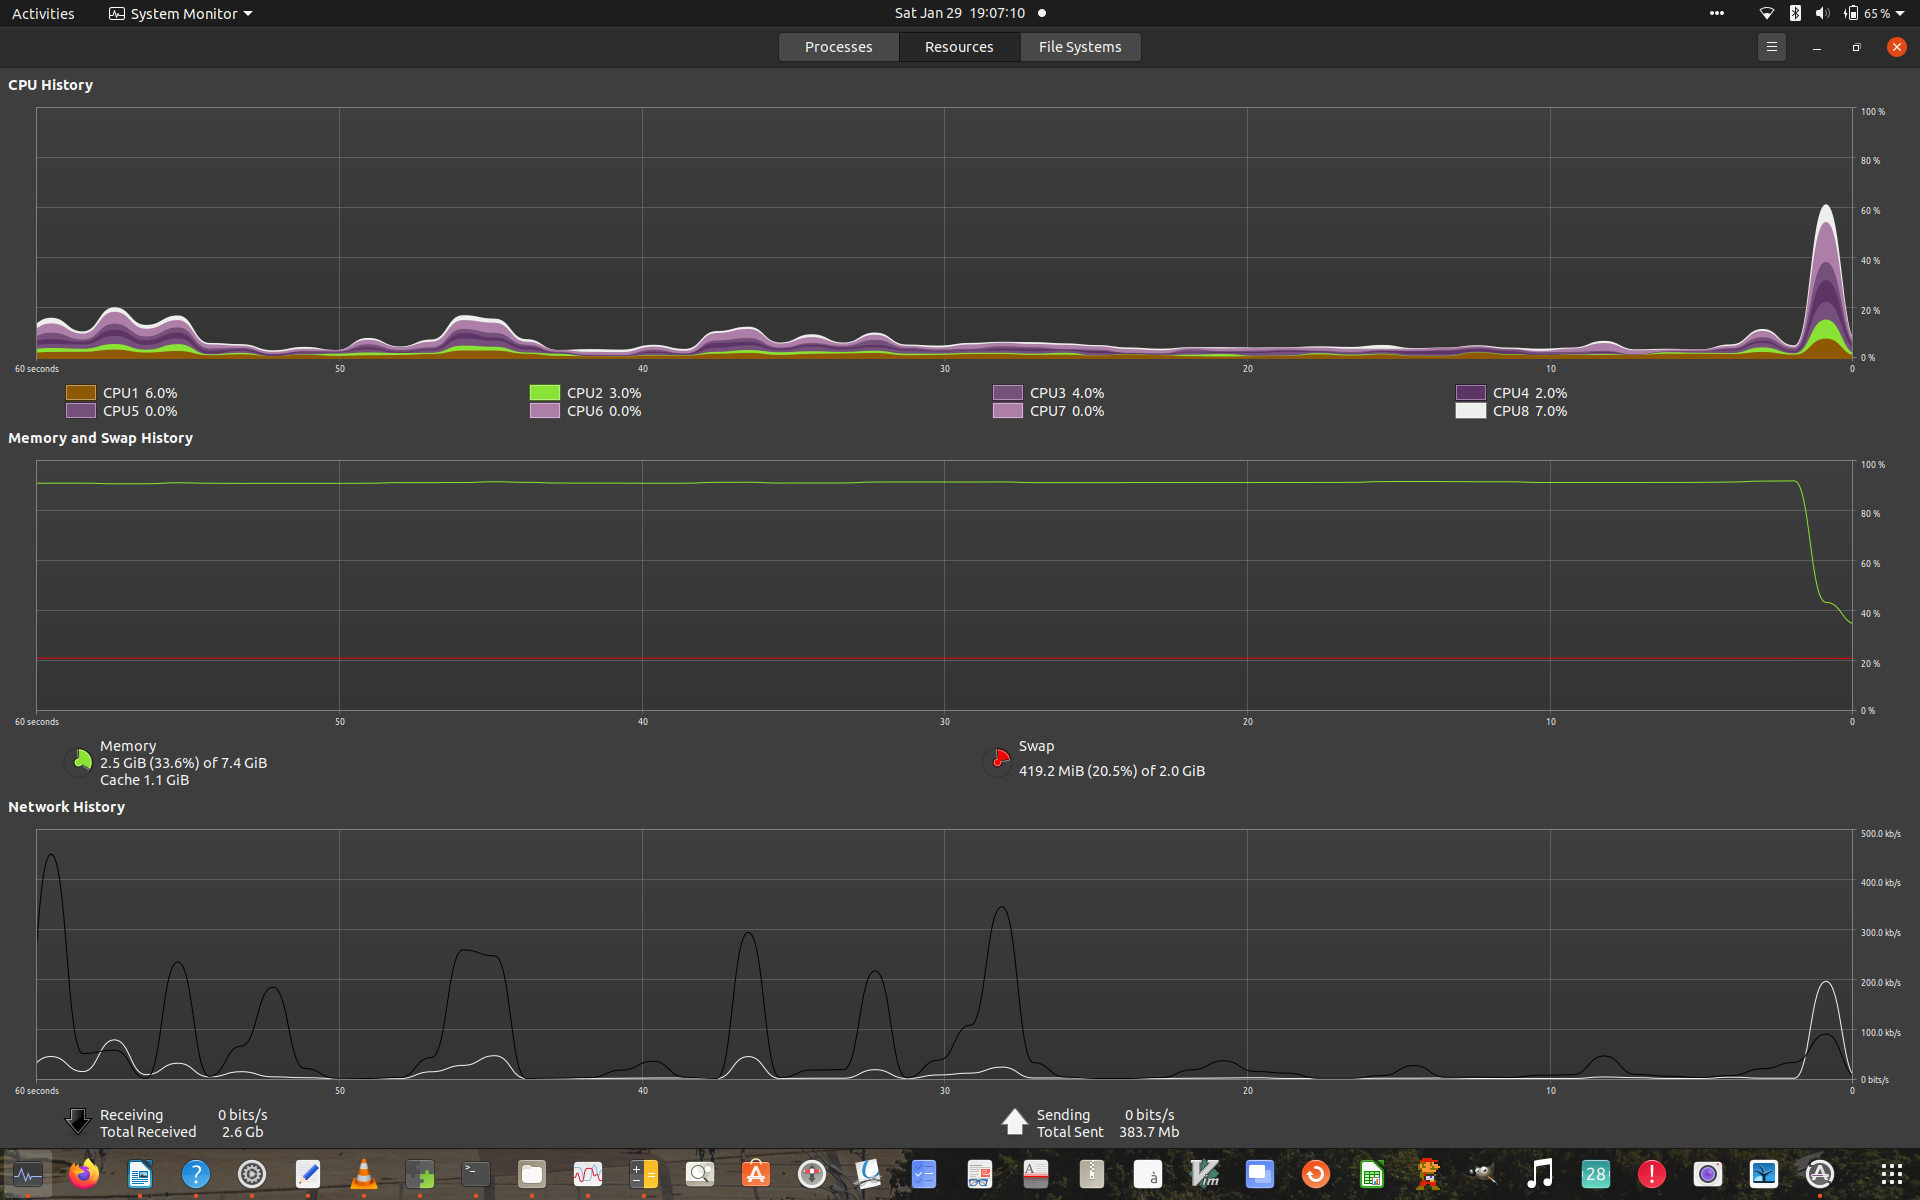 Activities System Monitor Sat Jan 29 19:07:10 65 %
Processes Resources File Systems
CPU History
100 %
80 %
60 %
40 %
20 %
0 %
60 seconds 50 40 30 20 10 0
CPU1 6.0% CPU2 3.0% CPU3 4.0% CPU4 2.0%
CPU5 0.0% CPU6 0.0% CPU7 0.0% CPU8 7.0%
Memory and Swap History
100 %
80 %
60 %
40 %
20 %
0 %
60 seconds 50 40 30 20 10 0
Memory
2.5 GiB (33.6%) of 7.4 GiB
Cache 1.1 GiB
Swap
419.2 MiB (20.5%) of 2.0 GiB
Network History
500.0 kb/s
400.0 kb/s
300.0 kb/s
200.0 kb/s
100.0 kb/s
0 bits/s
60 seconds 50 40 30 20 10 0
Receiving 0 bits/s
Total Received 2.6 Gb
Sending 0 bits/s
Total Sent 383.7 Mb
? >_ A A à Vim 28 ! A